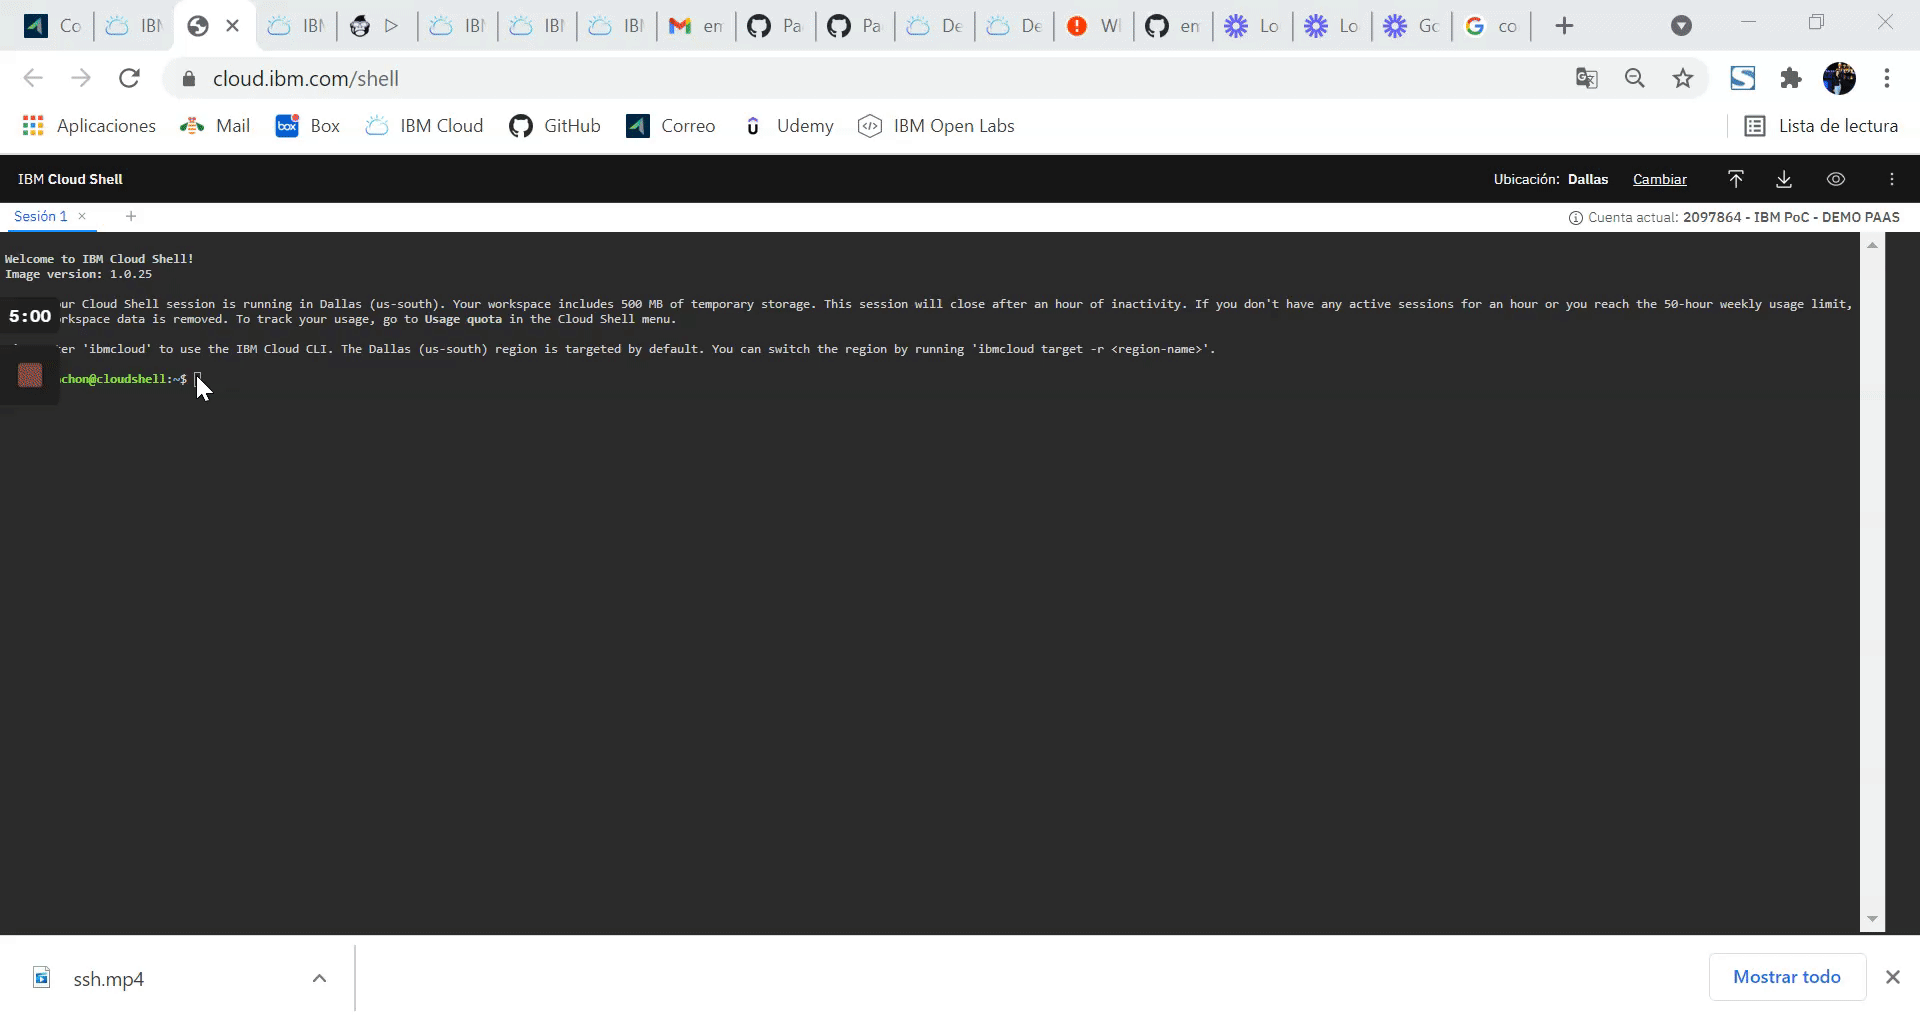 Co
IBM
IBM
IBM
IBM
IBM
em
Pa
Pa
De
De
W
em
Lo
Lo
Gc
co
cloud.ibm.com/shell
Aplicaciones
Mail
box
Box
IBM Cloud
GitHub
Correo
Udemy
IBM Open Labs
Lista de lectura
IBM Cloud Shell
Ubicación: Dallas
Cambiar
Sesión 1
Cuenta actual: 2097864 - IBM PoC - DEMO PAAS
Welcome to IBM Cloud Shell!
Image version: 1.0.25
ur Cloud Shell session is running in Dallas (us-south). Your workspace includes 500 MB of temporary storage. This session will close after an hour of inactivity. If you don't have any active sessions for an hour or you reach the 50-hour weekly usage limit,
5:00
rkspace data is removed. To track your usage, go to Usage quota in the Cloud Shell menu.
er 'ibmcloud' to use the IBM Cloud CLI. The Dallas (us-south) region is targeted by default. You can switch the region by running 'ibmcloud target -r <region-name>'.
chon@cloudshell:~$
ssh.mp4
Mostrar todo